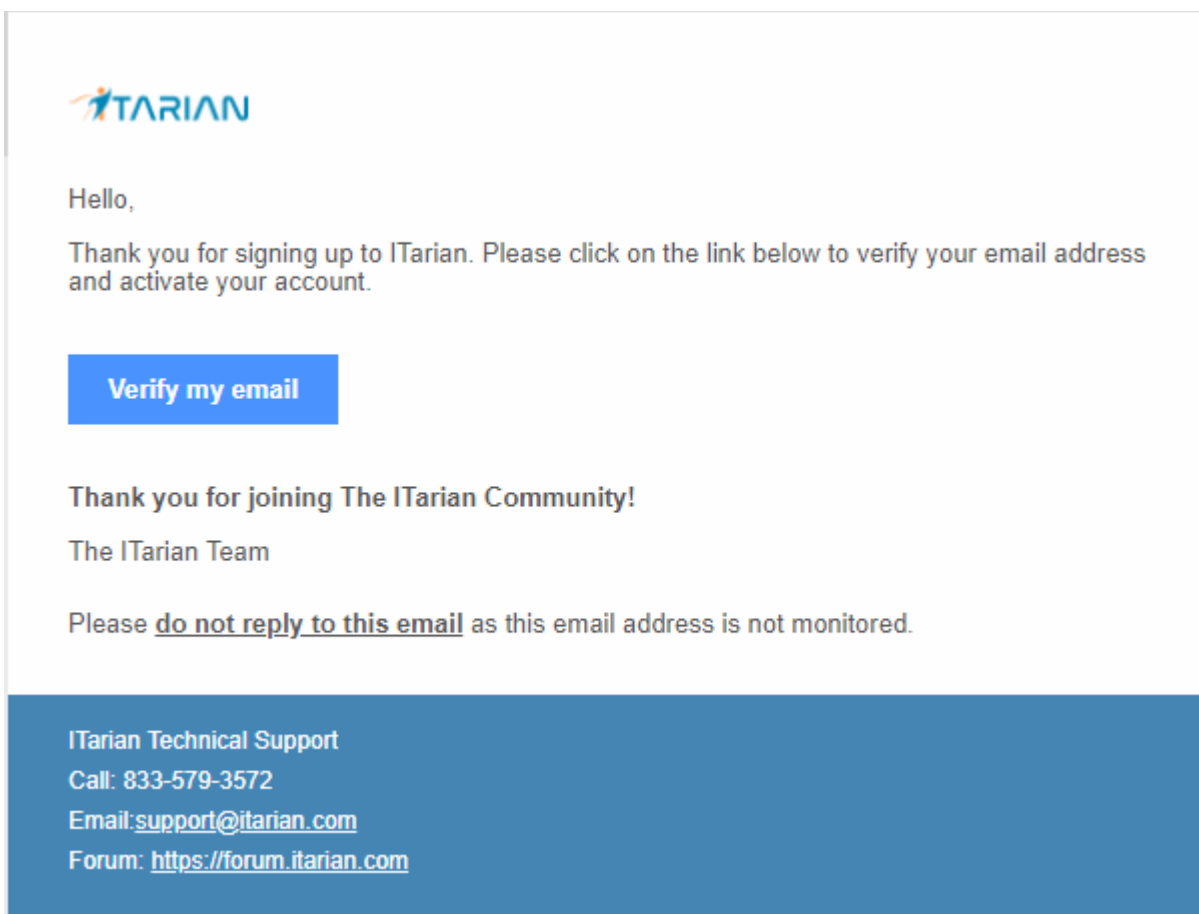 ITARIAN
Hello,
Thank you for signing up to ITarian. Please click on the link below to verify your email address
and activate your account.
Verify my email
Thank you for joining The ITarian Community!
The ITarian Team
Please do not reply to this email as this email address is not monitored.
ITarian Technical Support
Call: 833-579-3572
Email:support@itarian.com
Forum: https://forum.itarian.com